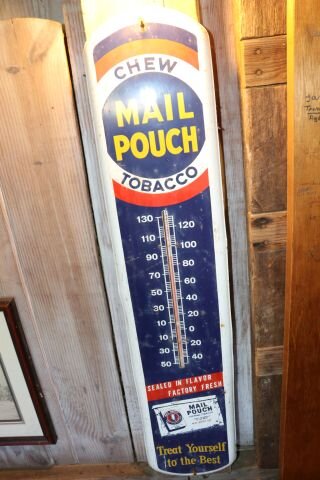 CHEW
MAIL
POUCH
TOBACCO
130 120
110 100
90 80
70 60
50 40
30 20
10 0
10 20
30 40
50
SEALED IN FLAVOR
FACTORY FRESH
MAIL
POUCH
Treat Yourself
to the Best